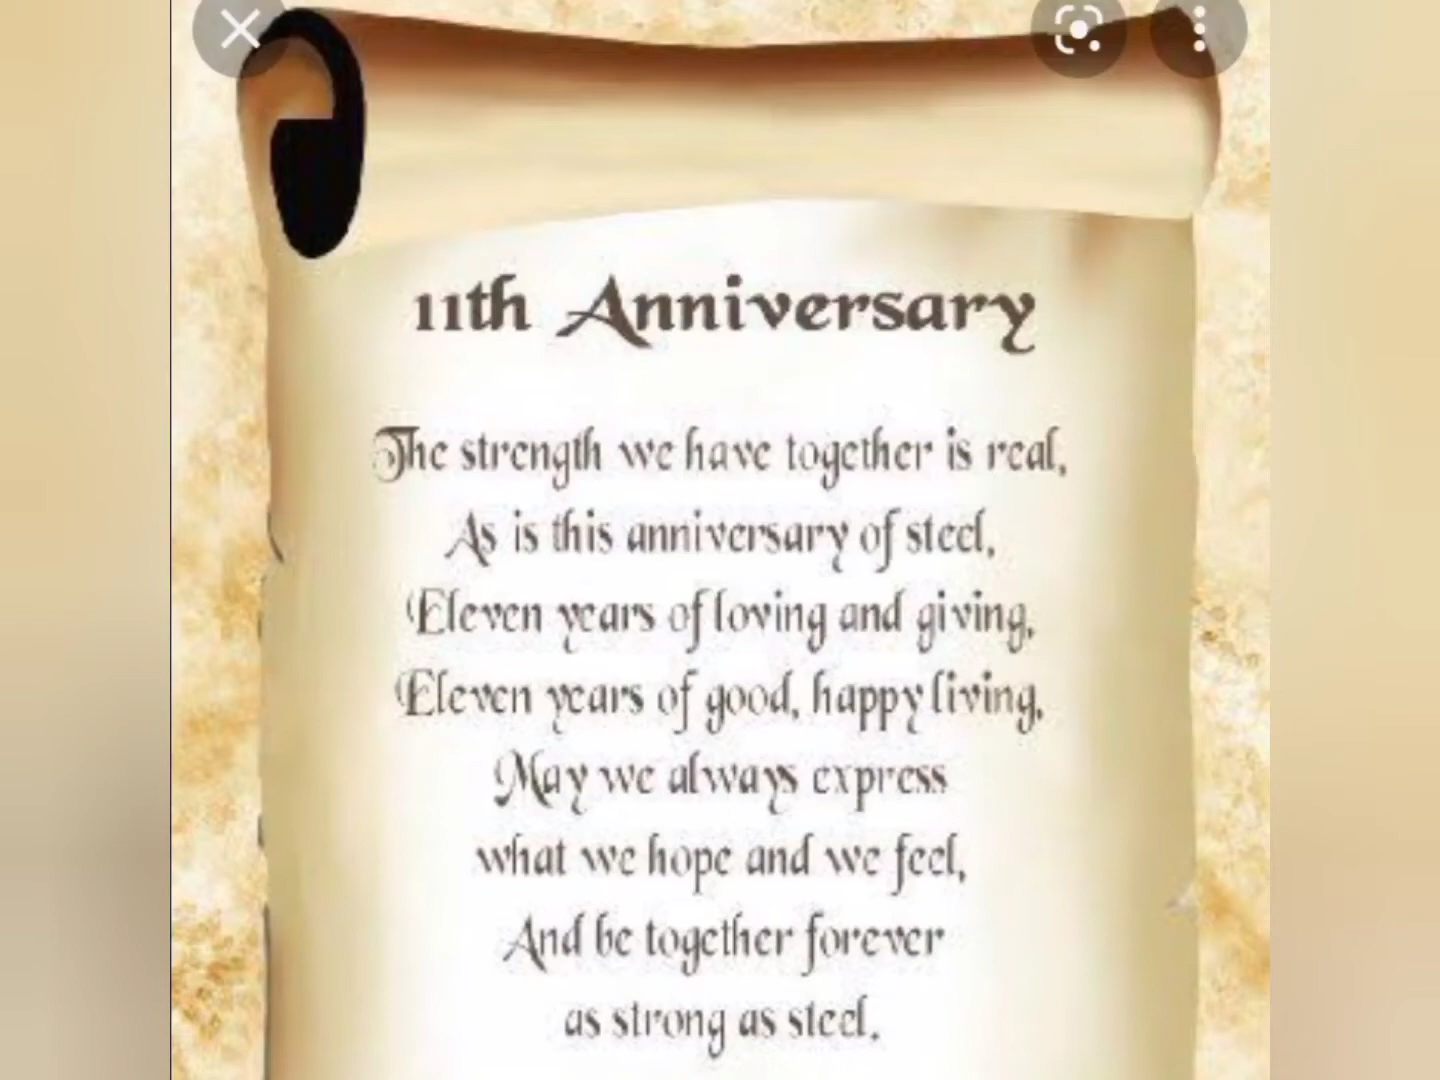 11th Anniversary
The strength we have together is real,
As is this anniversary of steel,
Eleven years of loving and giving,
Eleven years of good, happy living,
May we always express
what we hope and we feel,
And be together forever
as strong as steel.